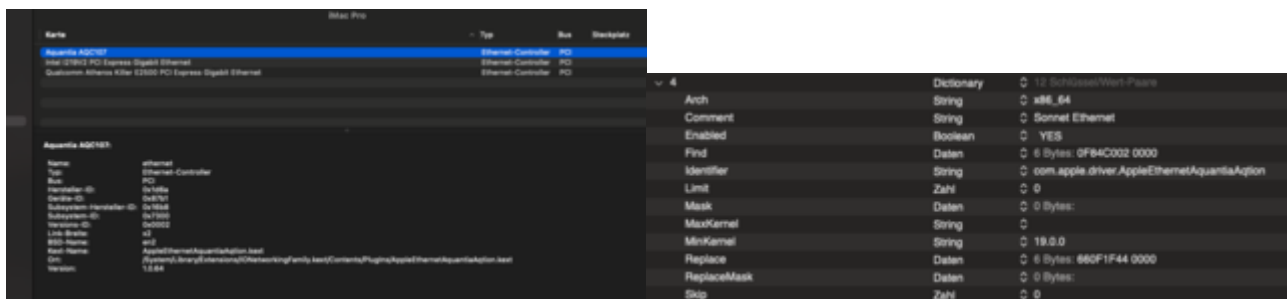 iMac Pro
Karte Typ Bus Steckplatz
Aquantia AQC107 Ethernet-Controller PCI
Intel I219V2 PCI Express Gigabit Ethernet Ethernet-Controller PCI
Qualcomm Atheros Killer E2500 PCI Express Gigabit Ethernet Ethernet-Controller PCI
Aquantia AQC107:
Name: ethernet
Typ: Ethernet-Controller
Bus: PCI
Hersteller-ID: 0x1d6a
Geräte-ID: 0x87b1
Subsystem-Hersteller-ID: 0x16b8
Subsystem-ID: 0x7300
Versions-ID: 0x0002
Link-Breite: x2
BSD-Name: en2
Kext-Name: AppleEthernetAquantiaAqtion.kext
Ort: /System/Library/Extensions/IONetworkingFamily.kext/Contents/PlugIns/AppleEthernetAquantiaAqtion.kext
Version: 1.0.64
4 Dictionary 12 Schlüssel/Wert-Paare
Arch String x86_64
Comment String Sonnet Ethernet
Enabled Boolean YES
Find Daten 6 Bytes: 0F84C002 0000
Identifier String com.apple.driver.AppleEthernetAquantiaAqtion
Limit Zahl 0
Mask Daten 0 Bytes:
MaxKernel String
MinKernel String 19.0.0
Replace Daten 6 Bytes: 660F1F44 0000
ReplaceMask Daten 0 Bytes:
Skip Zahl 0